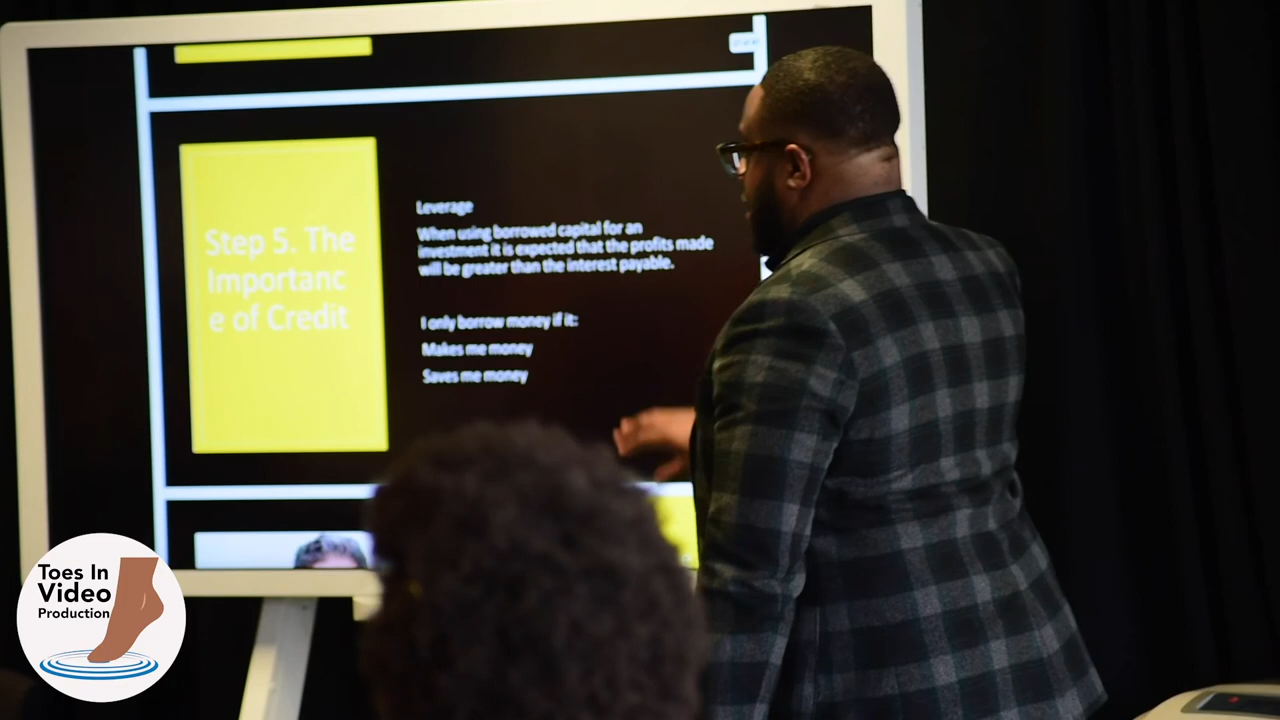 Step 5. The
Importanc
e of Credit
Leverage
When using borrowed capital for an
investment it is expected that the profits made
will be greater than the interest payable.
I only borrow money if it:
Makes me money
Saves me money
Toes In
Video
Production